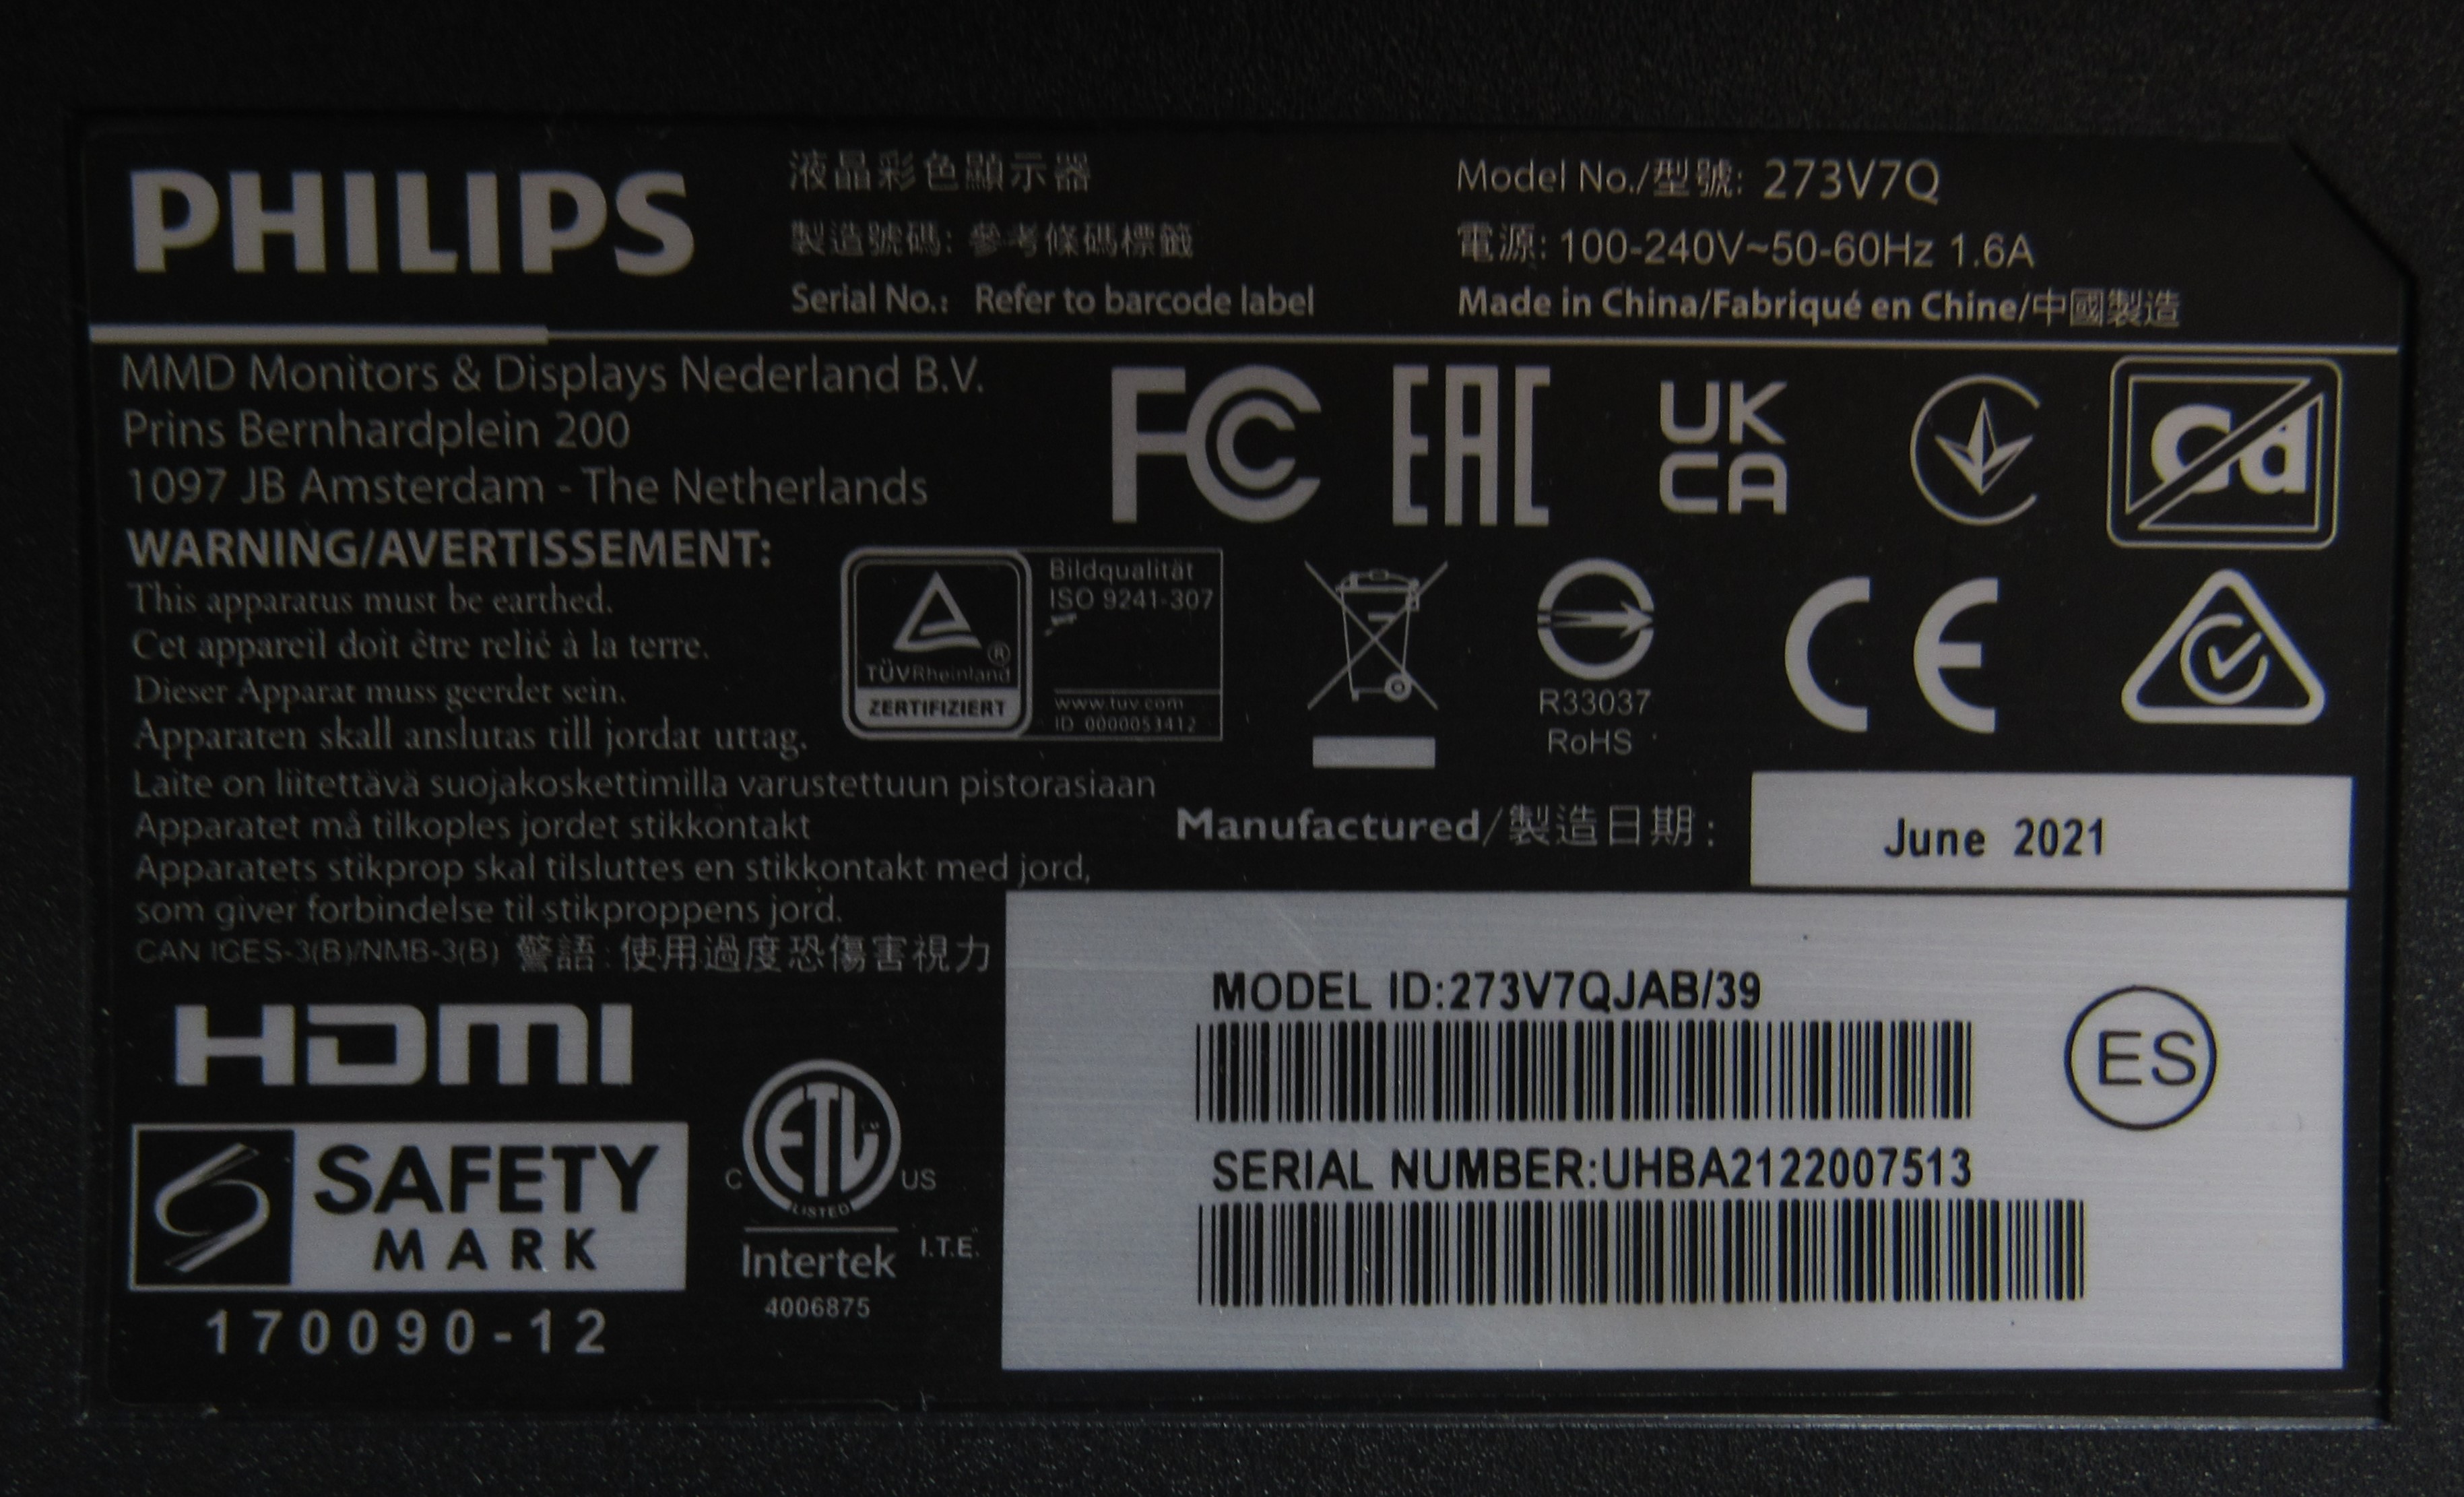 PHILIPS
液晶彩色顯示器
製造號碼: 參考條碼標籤
Serial No.: Refer to barcode label
Model No./型號: 273V7Q
電源: 100-240V~50-60Hz 1.6A
Made in China/Fabriqué en Chine/中國製造
MMD Monitors & Displays Nederland B.V.
Prins Bernhardplein 200
1097 JB Amsterdam - The Netherlands
FC
EAC
UK
CA
Cd
WARNING/AVERTISSEMENT:
This apparatus must be earthed.
Cet appareil doit être relié à la terre.
Dieser Apparat muss geerdet sein.
Apparaten skall anslutas till jordat uttag.
Laite on liitettävä suojakoskettimilla varustettuun pistorasiaan
Apparatet må tilkoples jordet stikkontakt
Apparatets stikprop skal tilsluttes en stikkontakt med jord,
som giver forbindelse til stikproppens jord.
CAN ICES-3(B)/NMB-3(B) 警語: 使用過度恐傷害視力
TÜVRheinland®
ZERTIFIZIERT
Bildqualität
ISO 9241-307
www.tuv.com
ID 0000053412
R33037
RoHS
CE
Manufactured/製造日期:
June 2021
HDMI
SAFETY
MARK
170090-12
C ETL US
LISTED
Intertek
I.T.E.
4006875
MODEL ID:273V7QJAB/39
ES
SERIAL NUMBER:UHBA2122007513